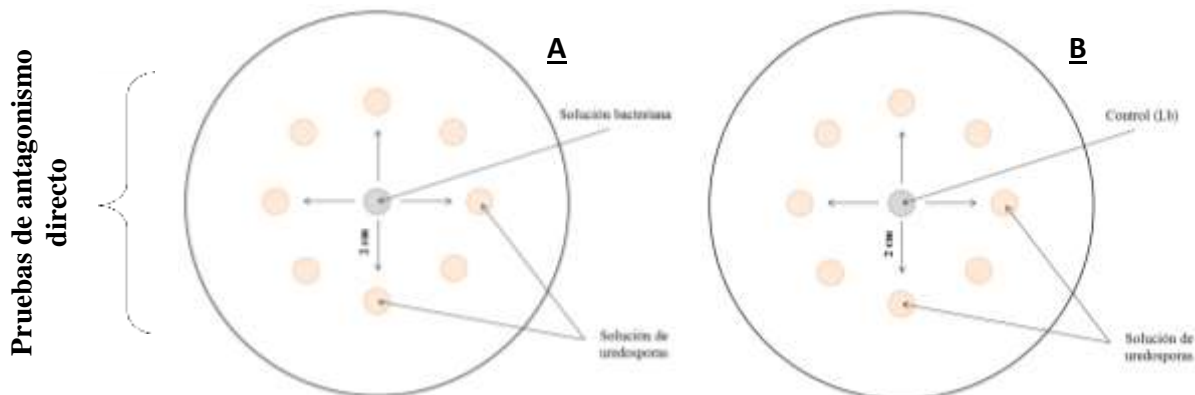 Pruebas de antagonismo
directo
A
Solución bacteriana
2 cm
Solución de
uredosporas
B
Control (Lb)
2 cm
Solución de
uredosporas